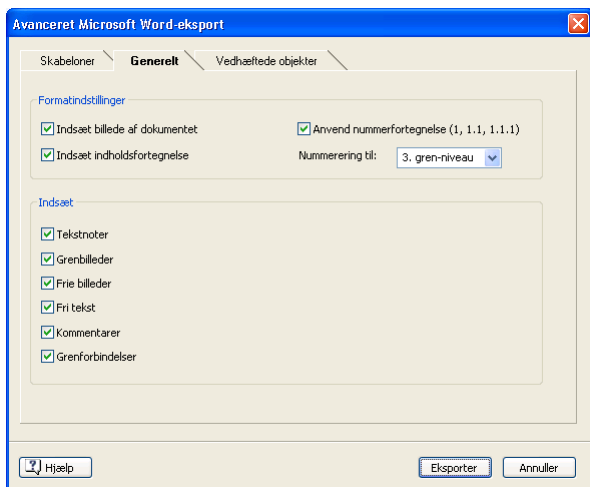 Avanceret Microsoft Word-eksport
Skabeloner Generelt Vedhæftede objekter
Formatindstillinger
Indsæt billede af dokumentet Anvend nummerfortegnelse (1, 1.1, 1.1.1)
Indsæt indholdsfortegnelse Nummerering til: 3. gren-niveau
Indsæt
Tekstnoter
Grenbilleder
Frie billeder
Fri tekst
Kommentarer
Grenforbindelser
Hjælp Eksporter Annuller